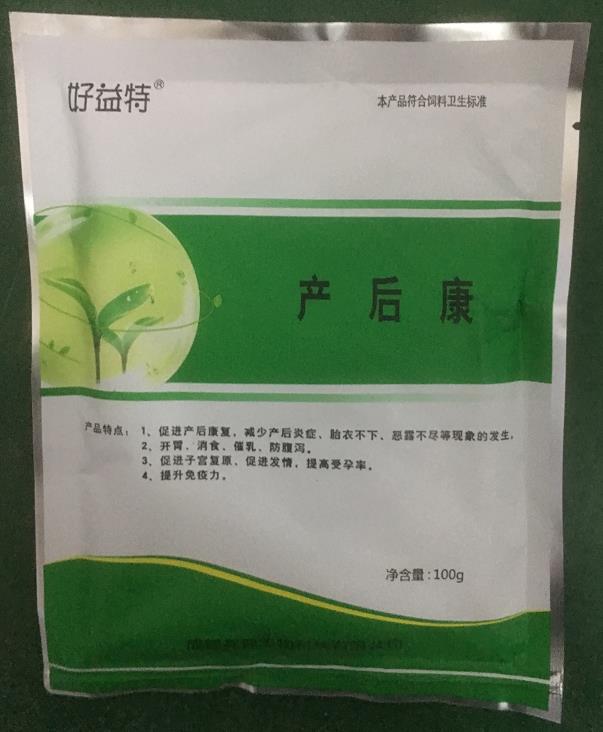 好益特®
本产品符合饲料卫生标准
产后康
产品特点：1、促进产后康复，减少产后炎症、胎衣不下、恶露不尽等现象的发生，
2、开胃、消食、催乳、防腹泻。
3、促进子宫复原、促进发情，提高受孕率。
4、提升免疫力。
净含量：100g